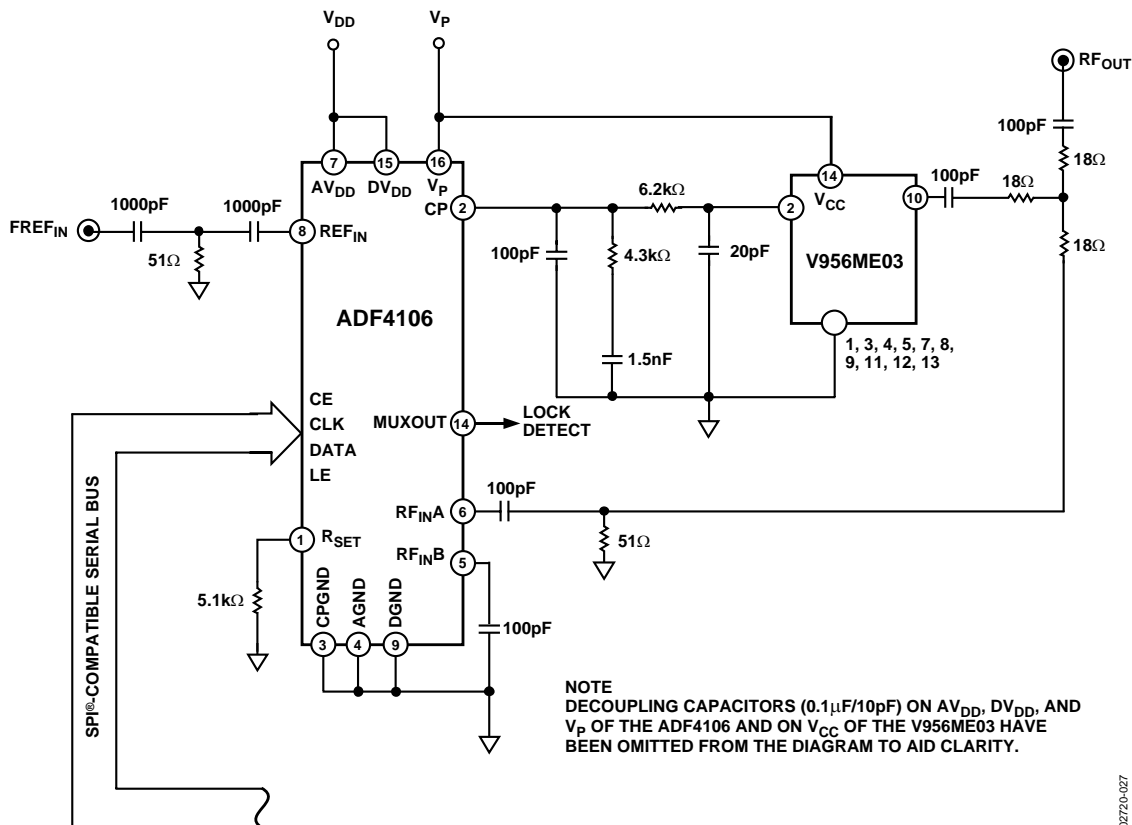 VDD
VP
RFOUT
100pF
18Ω
7
15
16
AVDD
DVDD
VP
14
VCC
100pF
18Ω
1000pF
1000pF
CP
2
6.2kΩ
2
10
FREFIN
8
REFIN
18Ω
51Ω
100pF
4.3kΩ
20pF
V956ME03
ADF4106
1.5nF
1, 3, 4, 5, 7, 8,
9, 11, 12, 13
CE
CLK
DATA
LE
MUXOUT
14
LOCK
DETECT
SPI®-COMPATIBLE SERIAL BUS
100pF
RFINA
6
1
RSET
51Ω
RFINB
5
5.1kΩ
CPGND
AGND
DGND
100pF
3
4
9
NOTE
DECOUPLING CAPACITORS (0.1μF/10pF) ON AVDD, DVDD, AND
VP OF THE ADF4106 AND ON VCC OF THE V956ME03 HAVE
BEEN OMITTED FROM THE DIAGRAM TO AID CLARITY.
02720-027